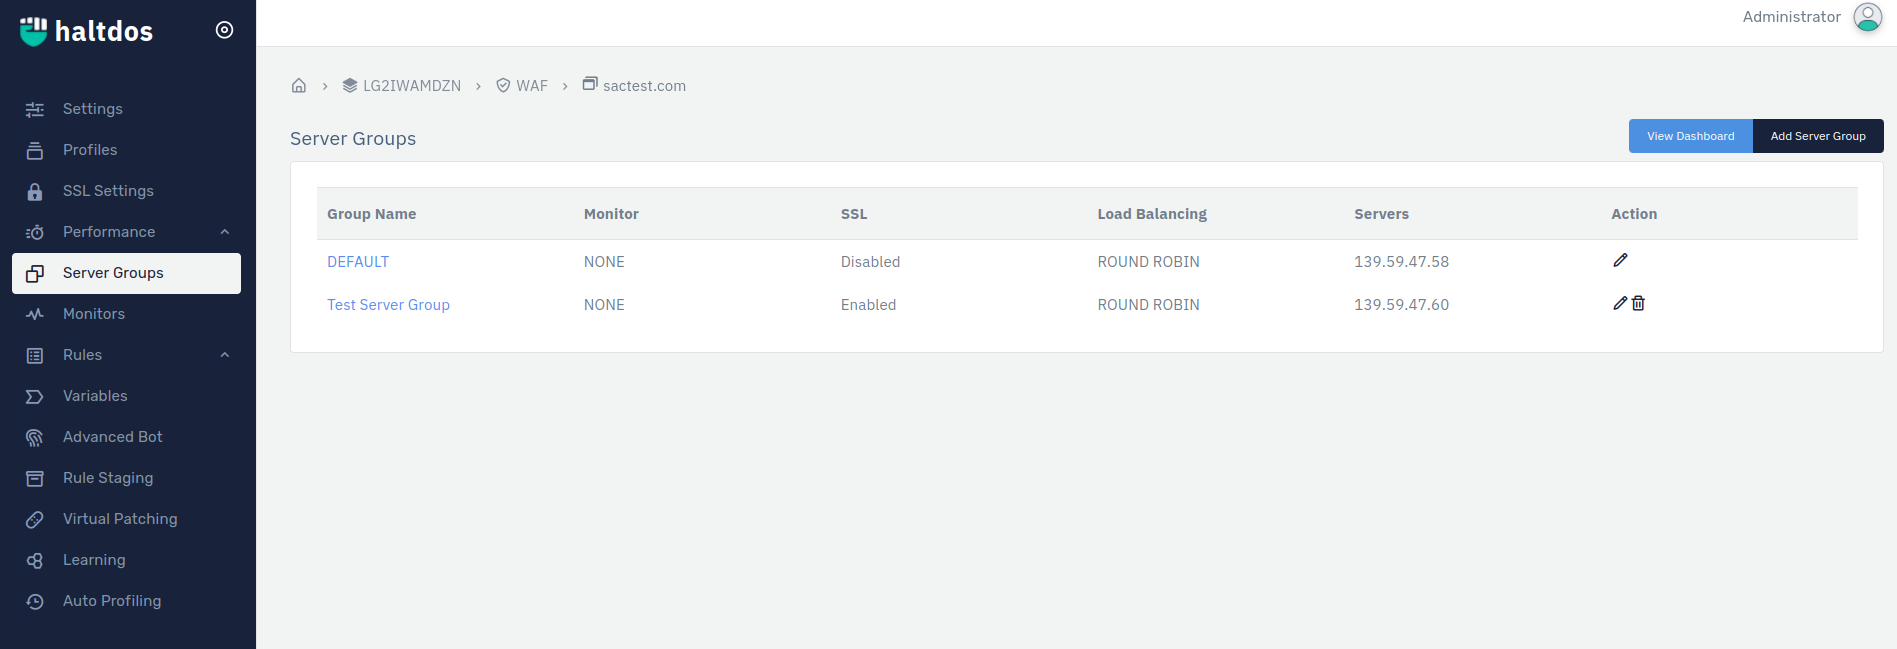 haltdos
Administrator
Settings
Profiles
SSL Settings
Performance
Server Groups
Monitors
Rules
Variables
Advanced Bot
Rule Staging
Virtual Patching
Learning
Auto Profiling
LG2IWAMDZN > WAF > sactest.com
Server Groups
View Dashboard Add Server Group
Group Name Monitor SSL Load Balancing Servers Action
DEFAULT NONE Disabled ROUND ROBIN 139.59.47.58
Test Server Group NONE Enabled ROUND ROBIN 139.59.47.60